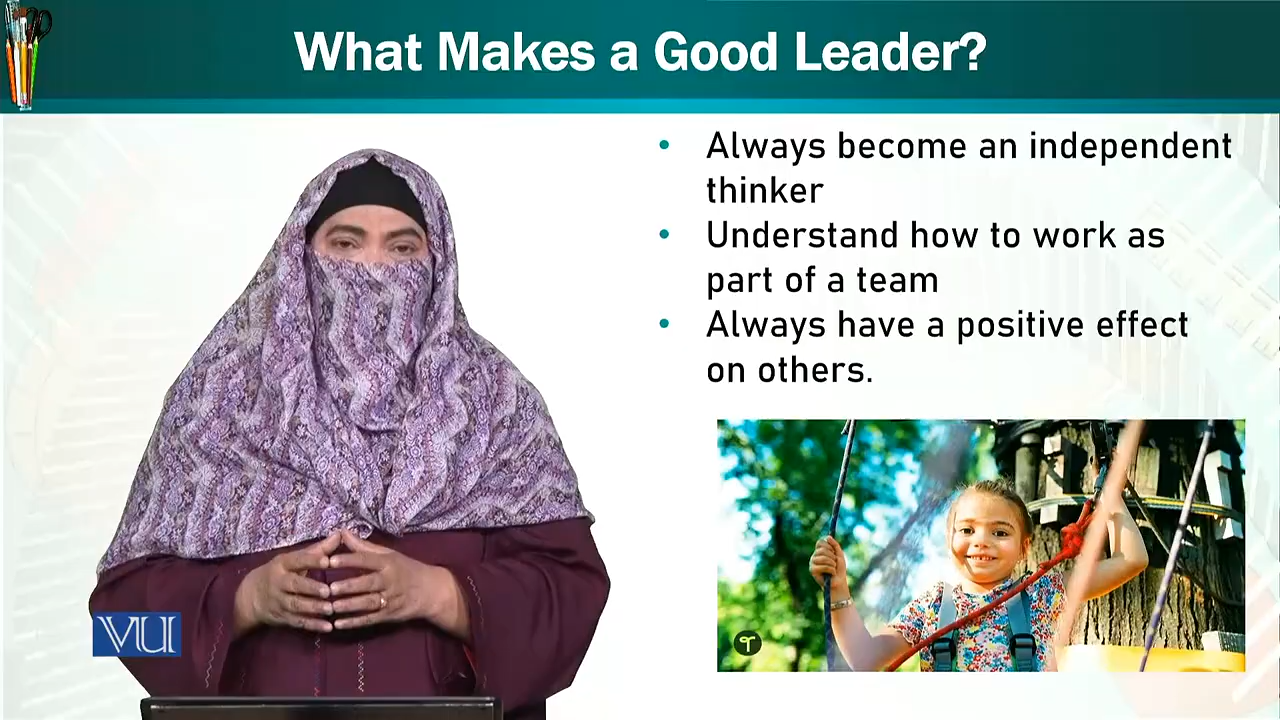 What Makes a Good Leader?
• Always become an independent
thinker
• Understand how to work as
part of a team
• Always have a positive effect
on others.
VU